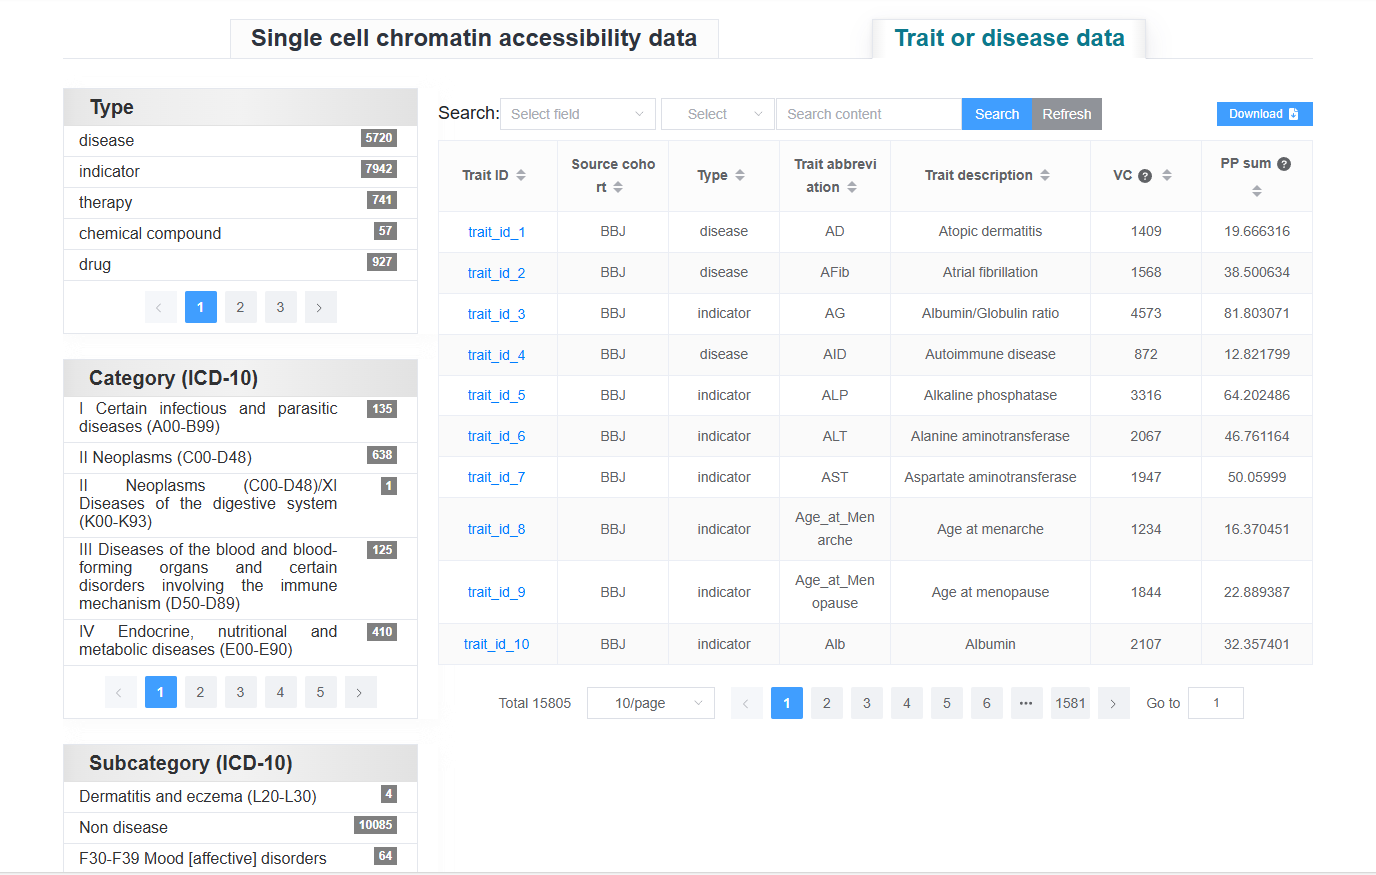 Single cell chromatin accessibility data
Trait or disease data
Type
disease 5720
indicator 7942
therapy 741
chemical compound 57
drug 927
1 2 3
Category (ICD-10)
I Certain infectious and parasitic 135
diseases (A00-B99)
II Neoplasms (C00-D48) 638
II Neoplasms (C00-D48)/XI 1
Diseases of the digestive system
(K00-K93)
III Diseases of the blood and blood- 125
forming organs and certain
disorders involving the immune
mechanism (D50-D89)
IV Endocrine, nutritional and 410
metabolic diseases (E00-E90)
1 2 3 4 5
Subcategory (ICD-10)
Dermatitis and eczema (L20-L30) 4
Non disease 10085
F30-F39 Mood [affective] disorders 64
Search: Select field Select Search content Search Refresh Download
Trait ID Source coho Type Trait abbrevi Trait description VC ? PP sum ?
rt ation
trait_id_1 BBJ disease AD Atopic dermatitis 1409 19.666316
trait_id_2 BBJ disease AFib Atrial fibrillation 1568 38.500634
trait_id_3 BBJ indicator AG Albumin/Globulin ratio 4573 81.803071
trait_id_4 BBJ disease AID Autoimmune disease 872 12.821799
trait_id_5 BBJ indicator ALP Alkaline phosphatase 3316 64.202486
trait_id_6 BBJ indicator ALT Alanine aminotransferase 2067 46.761164
trait_id_7 BBJ indicator AST Aspartate aminotransferase 1947 50.05999
trait_id_8 BBJ indicator Age_at_Men Age at menarche 1234 16.370451
arche
trait_id_9 BBJ indicator Age_at_Men Age at menopause 1844 22.889387
opause
trait_id_10 BBJ indicator Alb Albumin 2107 32.357401
Total 15805 10/page 1 2 3 4 5 6 ••• 1581 Go to 1